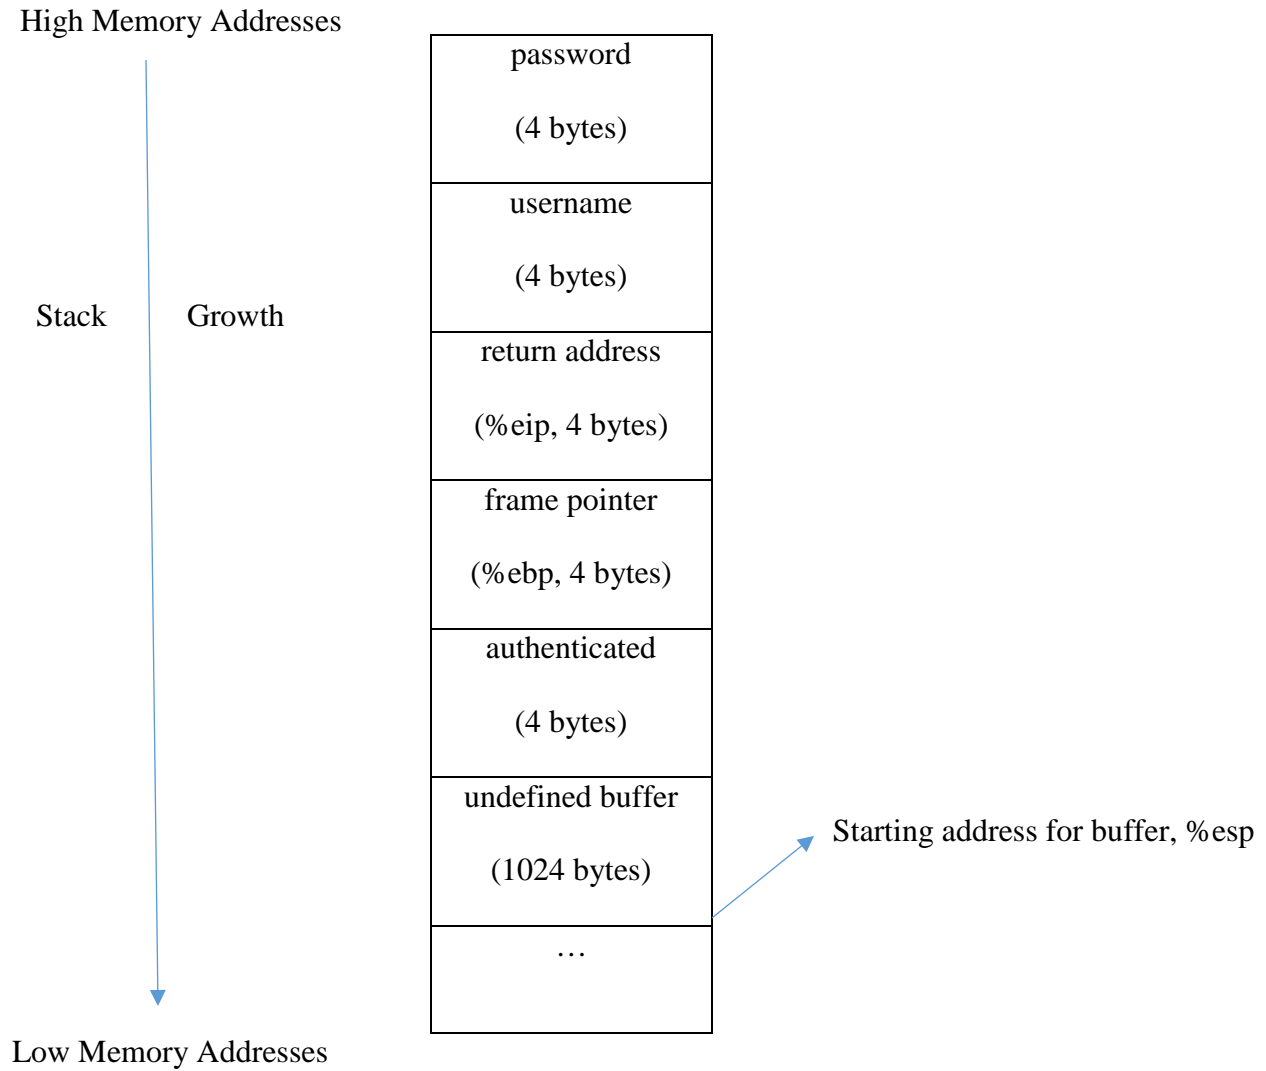 High Memory Addresses
password
(4 bytes)
username
(4 bytes)
Stack Growth
return address
(%eip, 4 bytes)
frame pointer
(%ebp, 4 bytes)
authenticated
(4 bytes)
undefined buffer
Starting address for buffer, %esp
(1024 bytes)
…
Low Memory Addresses